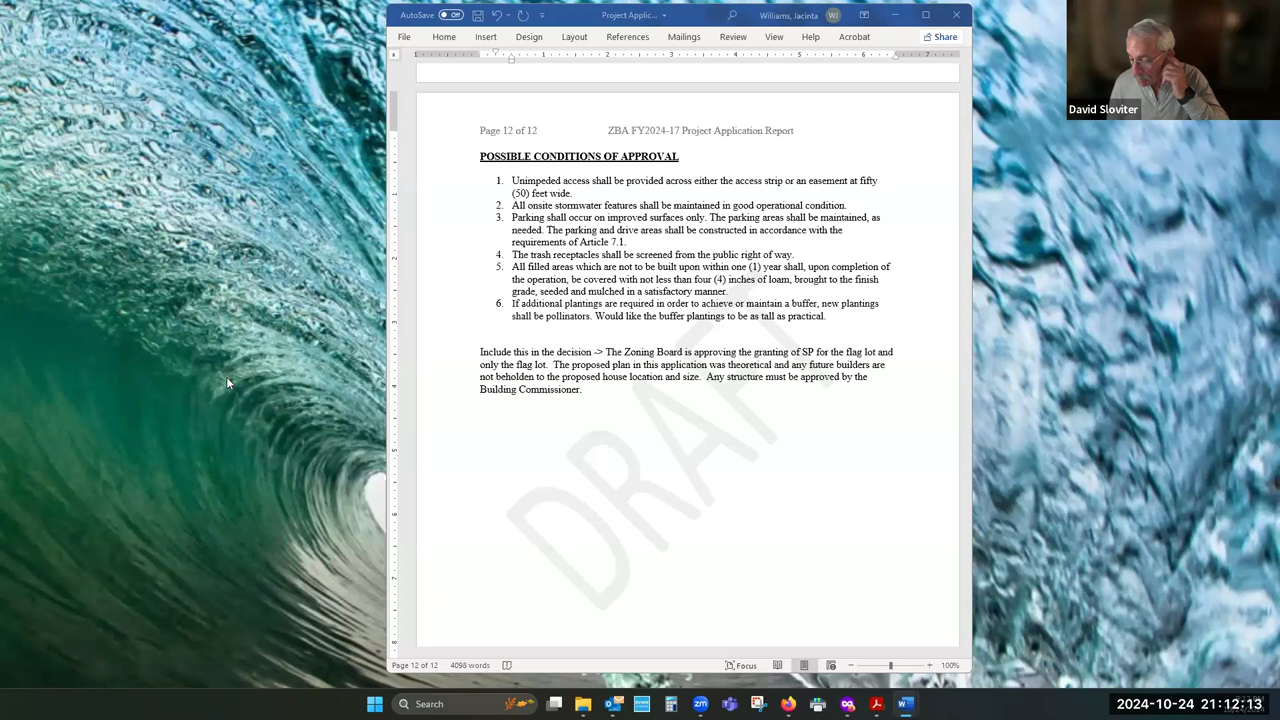 AutoSave Off Project Applic... Williams, Jacinta WJ
File Home Insert Design Layout References Mailings Review View Help Acrobat Share
David Sloviter
1 1 2 3 4 5 6 7
Page 12 of 12 ZBA FY2024-17 Project Application Report
POSSIBLE CONDITIONS OF APPROVAL
1. Unimpeded access shall be provided across either the access strip or an easement at fifty
(50) feet wide.
2. All onsite stormwater features shall be maintained in good operational condition.
3. Parking shall occur on improved surfaces only. The parking areas shall be maintained, as
needed. The parking and drive areas shall be constructed in accordance with the
requirements of Article 7.1.
4. The trash receptacles shall be screened from the public right of way.
5. All filled areas which are not to be built upon within one (1) year shall, upon completion of
the operation, be covered with not less than four (4) inches of loam, brought to the finish
grade, seeded and mulched in a satisfactory manner.
6. If additional plantings are required in order to achieve or maintain a buffer, new plantings
shall be pollinators. Would like the buffer plantings to be as tall as practical.
Include this in the decision -> The Zoning Board is approving the granting of SP for the flag lot and
only the flag lot. The proposed plan in this application was theoretical and any future builders are
not beholden to the proposed house location and size. Any structure must be approved by the
Building Commissioner.
DRAFT
Page 12 of 12 4098 words Focus 100%
Search
2024-10-24 21:12:13